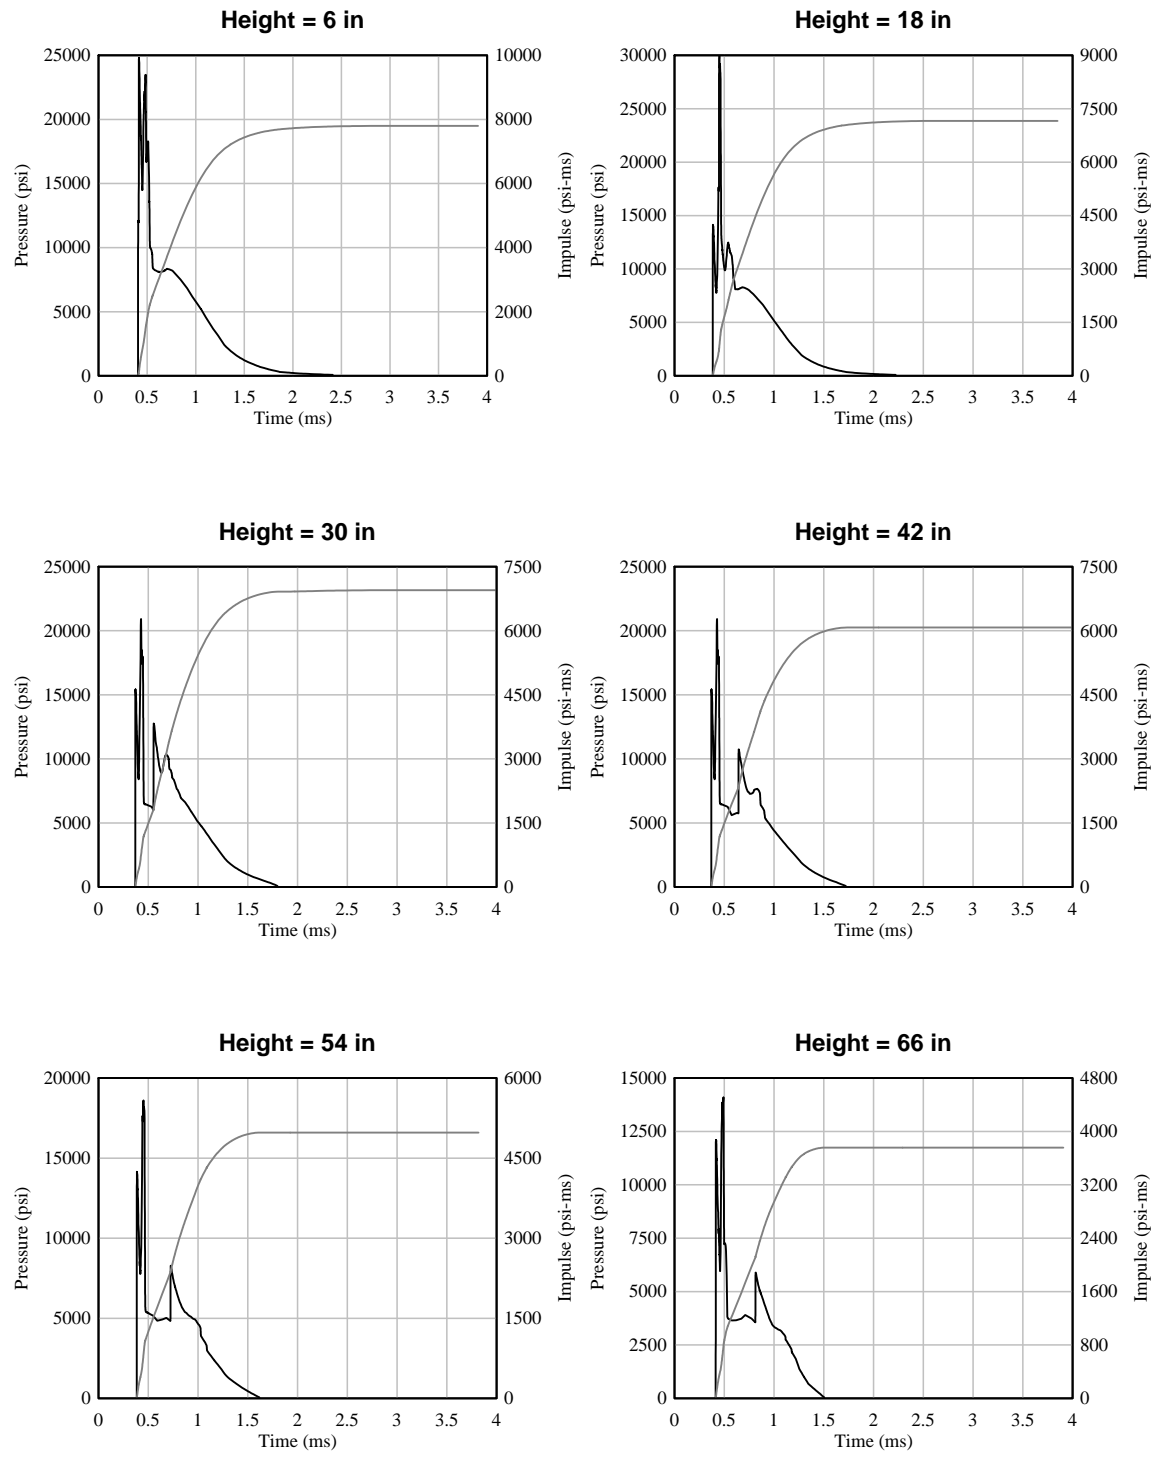 Height = 6 in
25000
20000
15000
10000
5000
0
Pressure (psi)
10000
8000
6000
4000
2000
0
Impulse (psi-ms)
0 0.5 1 1.5 2 2.5 3 3.5 4
Time (ms)
Height = 18 in
30000
25000
20000
15000
10000
5000
0
Pressure (psi)
9000
7500
6000
4500
3000
1500
0
Impulse (psi-ms)
0 0.5 1 1.5 2 2.5 3 3.5 4
Time (ms)
Height = 30 in
25000
20000
15000
10000
5000
0
Pressure (psi)
7500
6000
4500
3000
1500
0
Impulse (psi-ms)
0 0.5 1 1.5 2 2.5 3 3.5 4
Time (ms)
Height = 42 in
25000
20000
15000
10000
5000
0
Pressure (psi)
7500
6000
4500
3000
1500
0
Impulse (psi-ms)
0 0.5 1 1.5 2 2.5 3 3.5 4
Time (ms)
Height = 54 in
20000
15000
10000
5000
0
Pressure (psi)
6000
4500
3000
1500
0
Impulse (psi-ms)
0 0.5 1 1.5 2 2.5 3 3.5 4
Time (ms)
Height = 66 in
15000
12500
10000
7500
5000
2500
0
Pressure (psi)
4800
4000
3200
2400
1600
800
0
Impulse (psi-ms)
0 0.5 1 1.5 2 2.5 3 3.5 4
Time (ms)